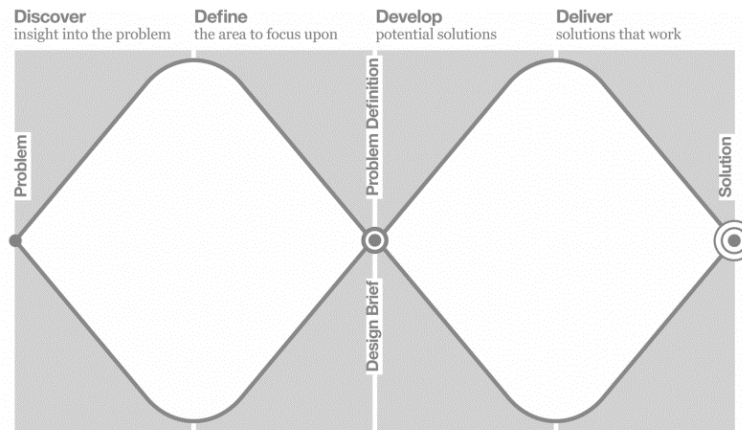 Discover
insight into the problem
Define
the area to focus upon
Develop
potential solutions
Deliver
solutions that work
Problem
Problem Definition
Design Brief
Solution